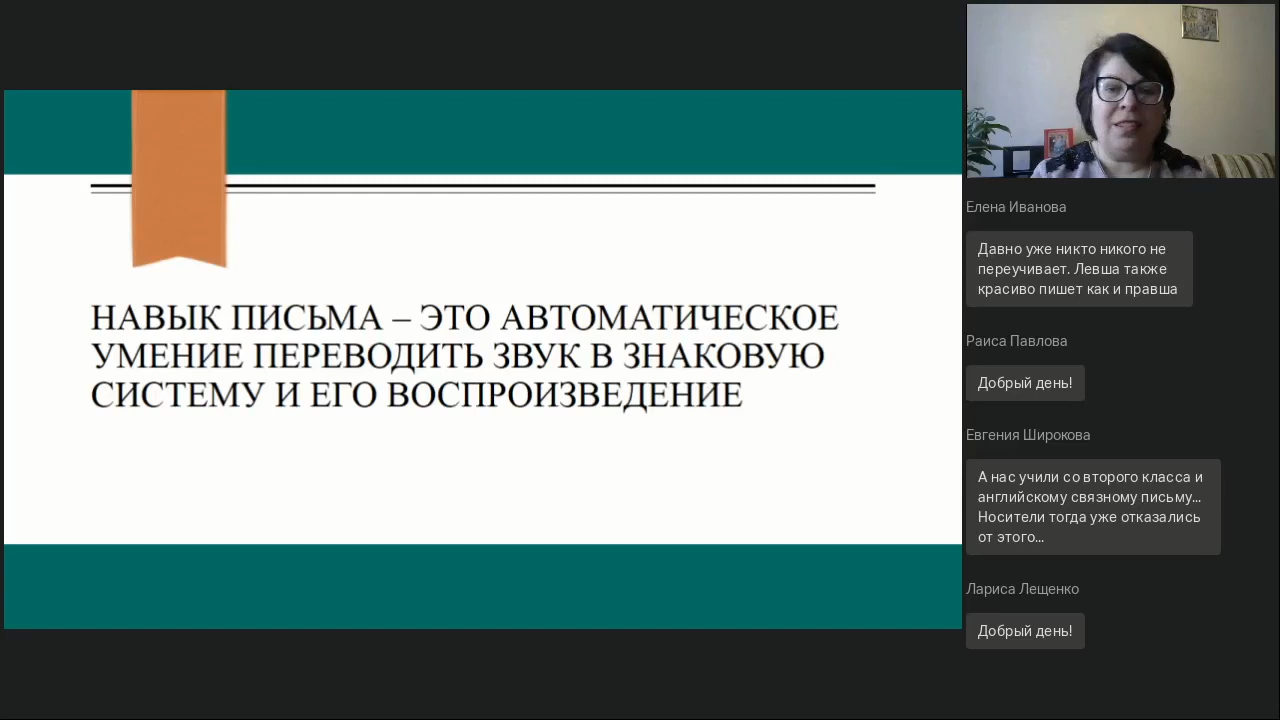 НАВЫК ПИСЬМА – ЭТО АВТОМАТИЧЕСКОЕ
УМЕНИЕ ПЕРЕВОДИТЬ ЗВУК В ЗНАКОВУЮ
СИСТЕМУ И ЕГО ВОСПРОИЗВЕДЕНИЕ
Елена Иванова
Давно уже никто никого не
переучивает. Левша также
красиво пишет как и правша
Раиса Павлова
Добрый день!
Евгения Широкова
А нас учили со второго класса и
английскому связному письму...
Носители тогда уже отказались
от этого...
Лариса Лещенко
Добрый день!